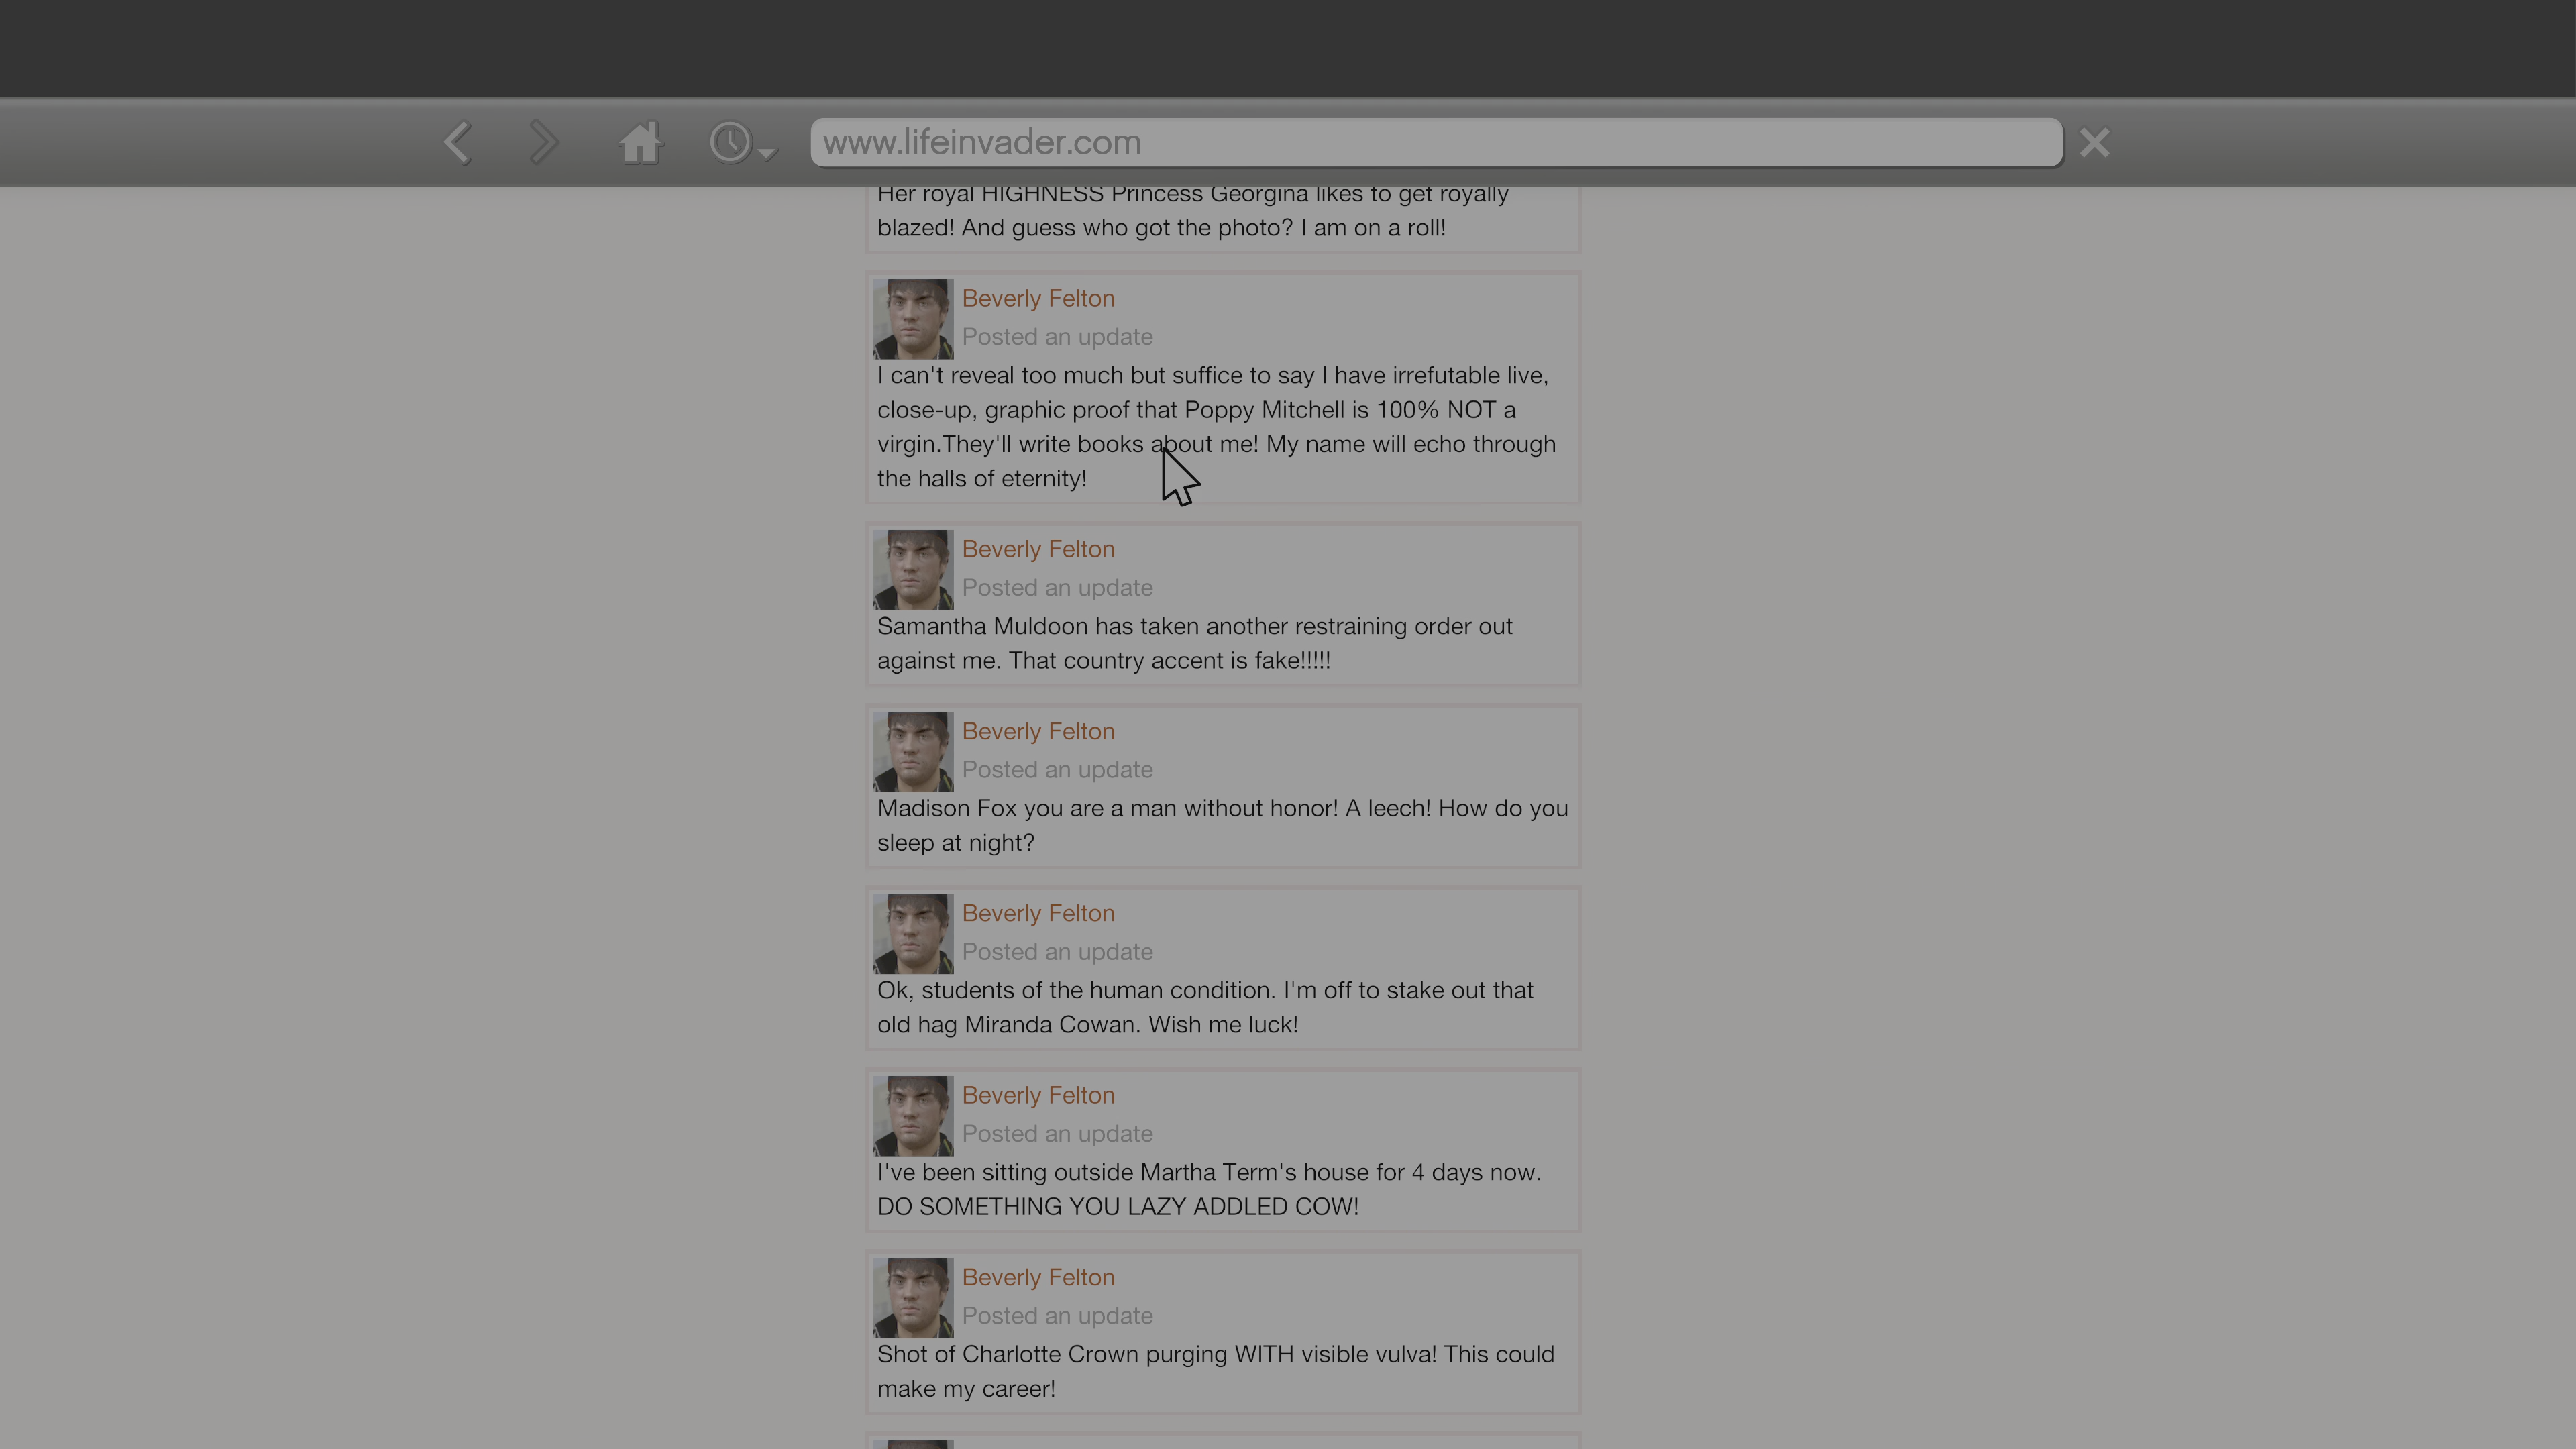 www.lifeinvader.com
Her royal HIGHNESS Princess Georgina likes to get royally
blazed! And guess who got the photo? I am on a roll!
Beverly Felton
Posted an update
I can't reveal too much but suffice to say I have irrefutable live,
close-up, graphic proof that Poppy Mitchell is 100% NOT a
virgin.They'll write books about me! My name will echo through
the halls of eternity!
Beverly Felton
Posted an update
Samantha Muldoon has taken another restraining order out
against me. That country accent is fake!!!!!
Beverly Felton
Posted an update
Madison Fox you are a man without honor! A leech! How do you
sleep at night?
Beverly Felton
Posted an update
Ok, students of the human condition. I'm off to stake out that
old hag Miranda Cowan. Wish me luck!
Beverly Felton
Posted an update
I've been sitting outside Martha Term's house for 4 days now.
DO SOMETHING YOU LAZY ADDLED COW!
Beverly Felton
Posted an update
Shot of Charlotte Crown purging WITH visible vulva! This could
make my career!